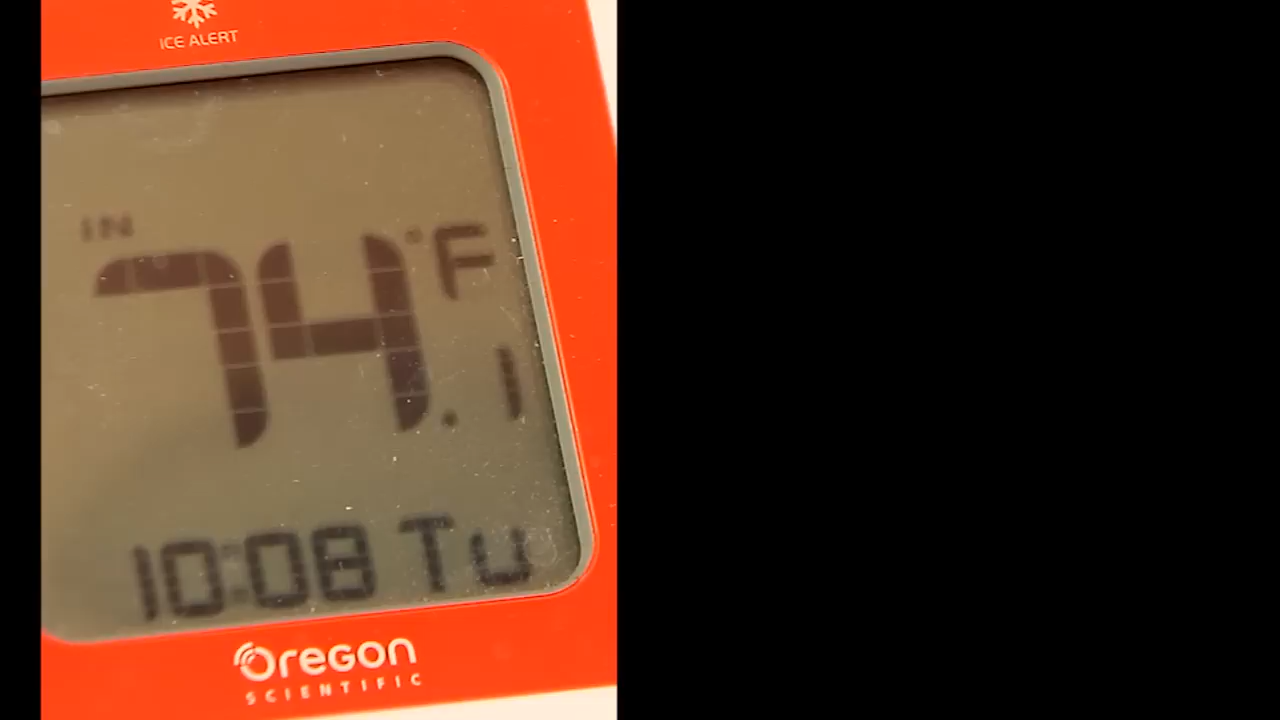 ICE ALERT
IN
74.1 °F
10:08 Tu
Oregon
SCIENTIFIC